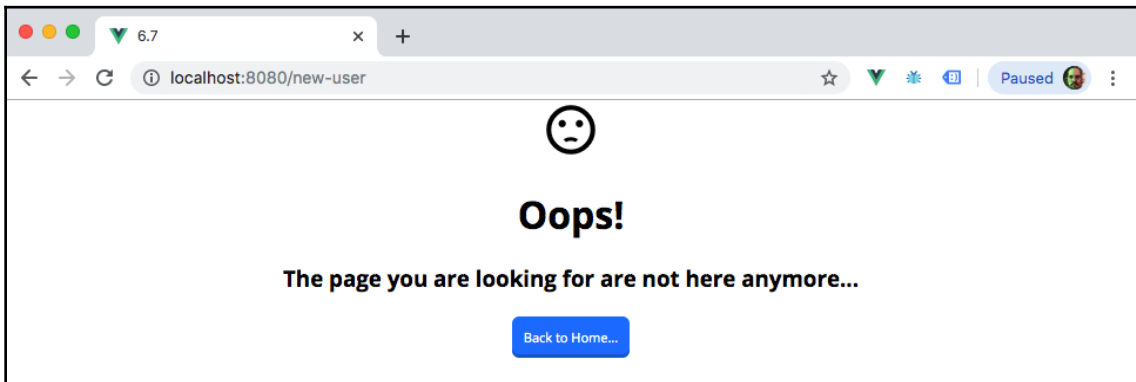 6.7
localhost:8080/new-user
Paused
Oops!
The page you are looking for are not here anymore...
Back to Home...